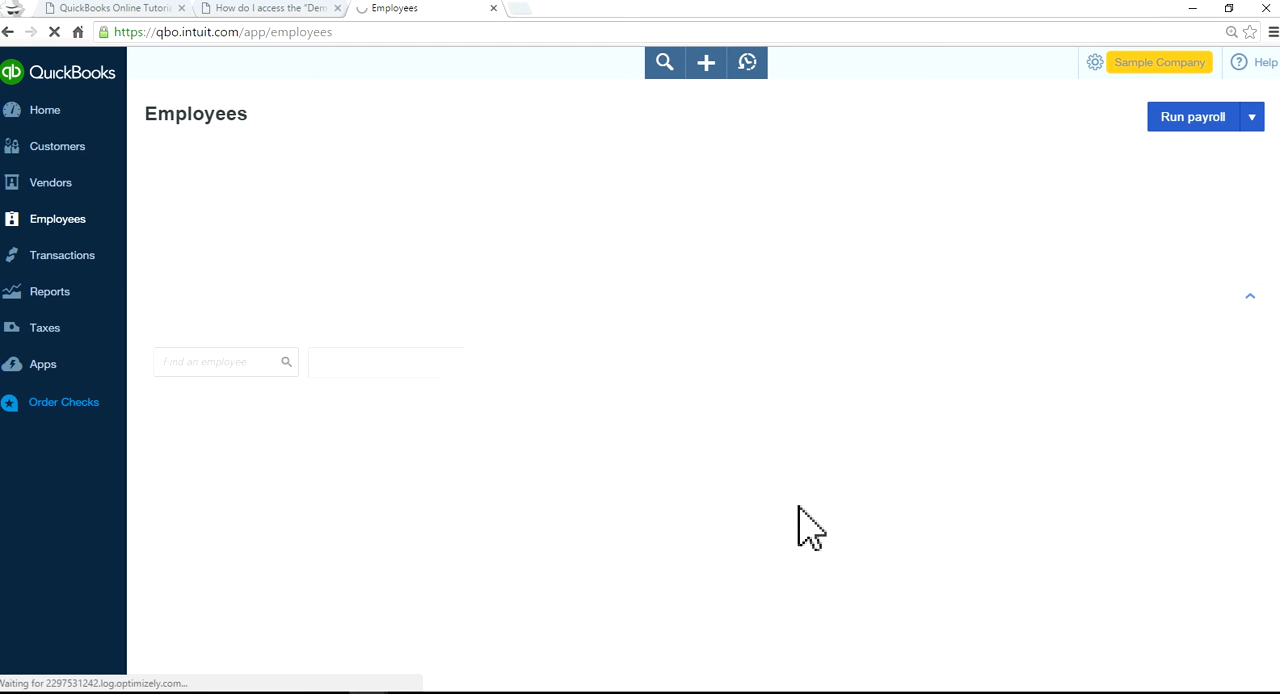 QuickBooks Online Tutori
How do I access the "Dem
Employees
https://qbo.intuit.com/app/employees
qb QuickBooks
Sample Company
Help
Home
Customers
Vendors
Employees
Transactions
Reports
Taxes
Apps
Order Checks
Employees
Run payroll
Find an employee
Waiting for 2297531242.log.optimizely.com...